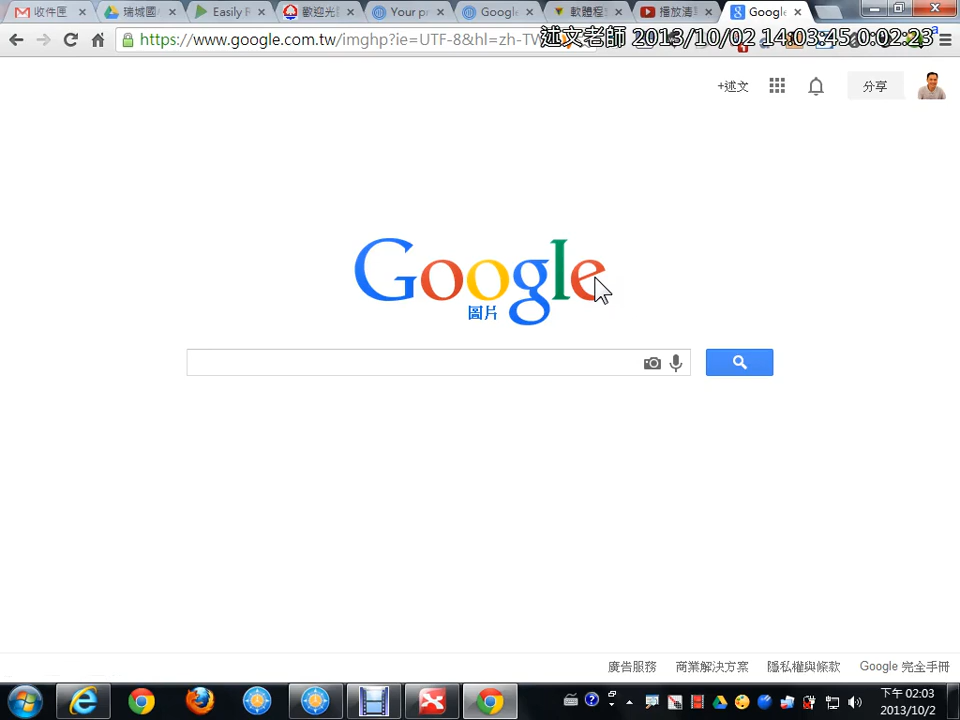 收件匣
瑞城國
Easily R
歡迎光
Your pr
Google
軟體程
播放清
Google
https://www.google.com.tw/imghp?ie=UTF-8&hl=zh-TW
述文老師 2013/10/02 14:03:45 0:02:23
+述文
分享
Google
圖片
廣告服務 商業解決方案 隱私權與條款 Google 完全手冊
下午 02:03
2013/10/2